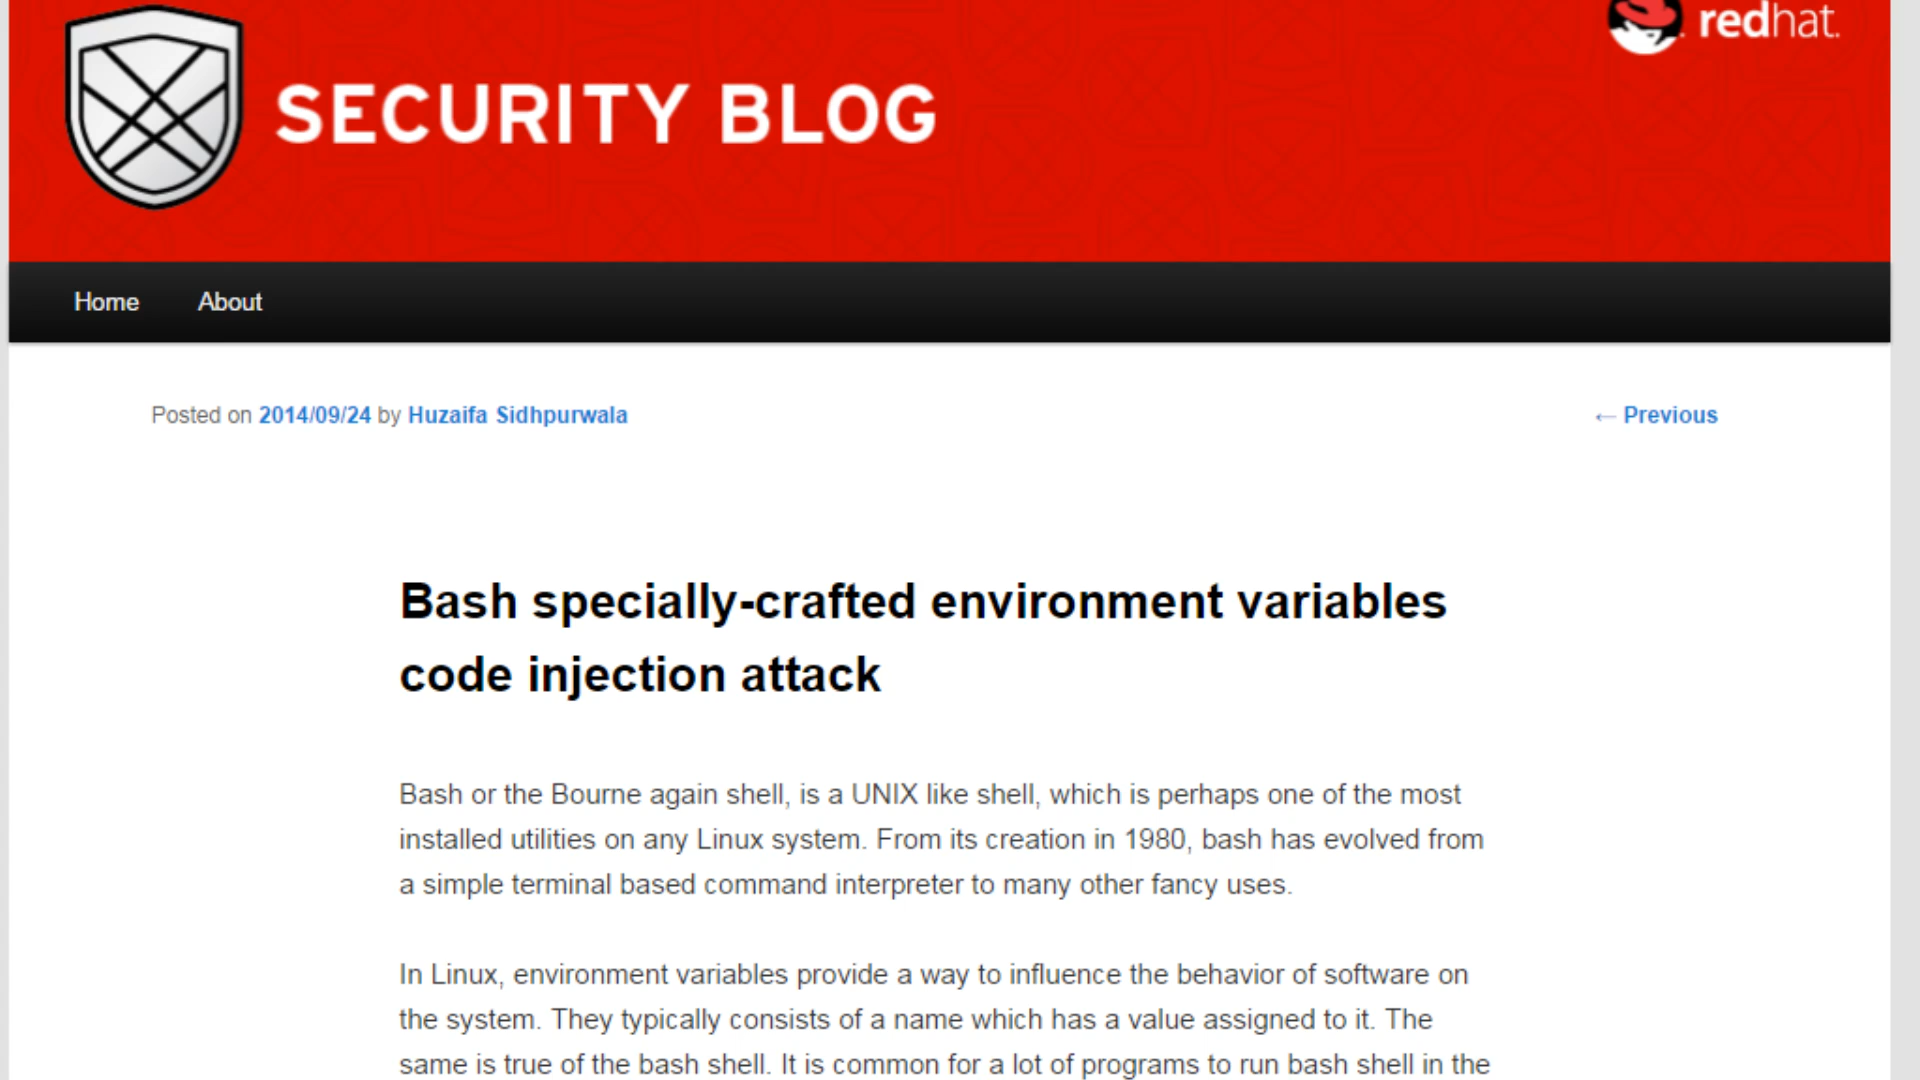 redhat.
SECURITY BLOG
Home About
Posted on 2014/09/24 by Huzaifa Sidhpurwala ← Previous
Bash specially-crafted environment variables
code injection attack
Bash or the Bourne again shell, is a UNIX like shell, which is perhaps one of the most
installed utilities on any Linux system. From its creation in 1980, bash has evolved from
a simple terminal based command interpreter to many other fancy uses.
In Linux, environment variables provide a way to influence the behavior of software on
the system. They typically consists of a name which has a value assigned to it. The
same is true of the bash shell. It is common for a lot of programs to run bash shell in the